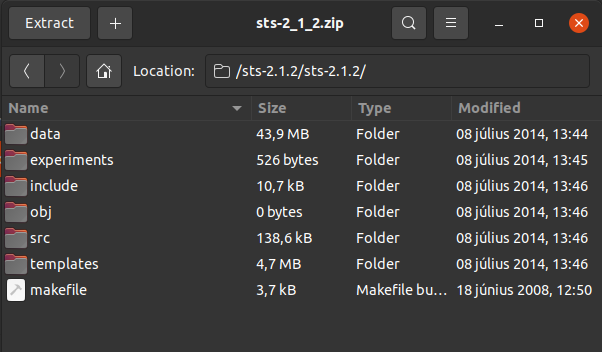 Extract + sts-2_1_2.zip
Location: /sts-2.1.2/sts-2.1.2/
Name Size Type Modified
data 43,9 MB Folder 08 július 2014, 13:44
experiments 526 bytes Folder 08 július 2014, 13:45
include 10,7 kB Folder 08 július 2014, 13:46
obj 0 bytes Folder 08 július 2014, 13:46
src 138,6 kB Folder 08 július 2014, 13:46
templates 4,7 MB Folder 08 július 2014, 13:46
makefile 3,7 kB Makefile bu… 18 június 2008, 12:50